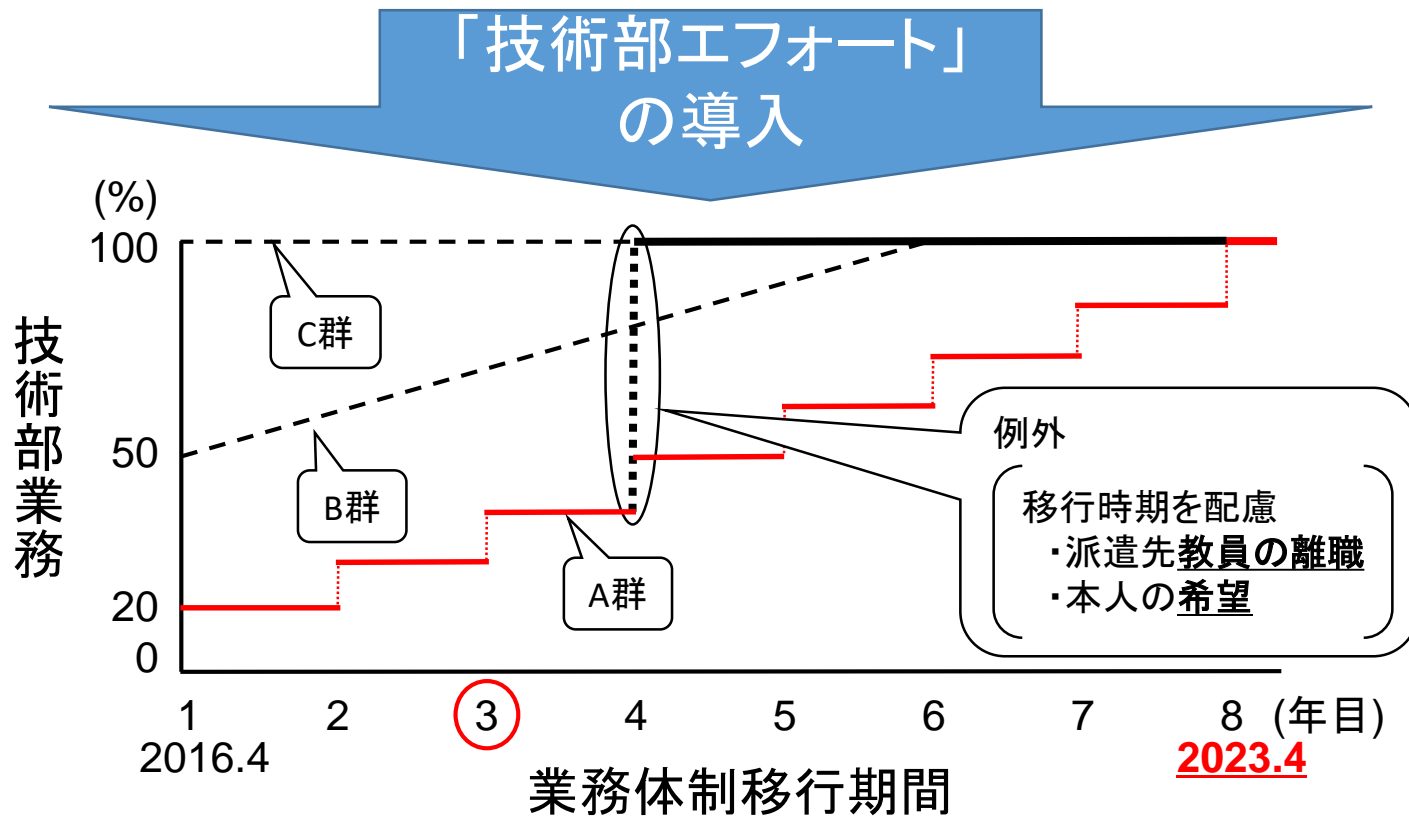 「技術部エフォート」
の導入
(%)
100
50
20
0
技術部業務
C群
B群
A群
例外
移行時期を配慮
・派遣先教員の離職
・本人の希望
1 2 3 4 5 6 7 8 (年目)
2016.4 2023.4
業務体制移行期間